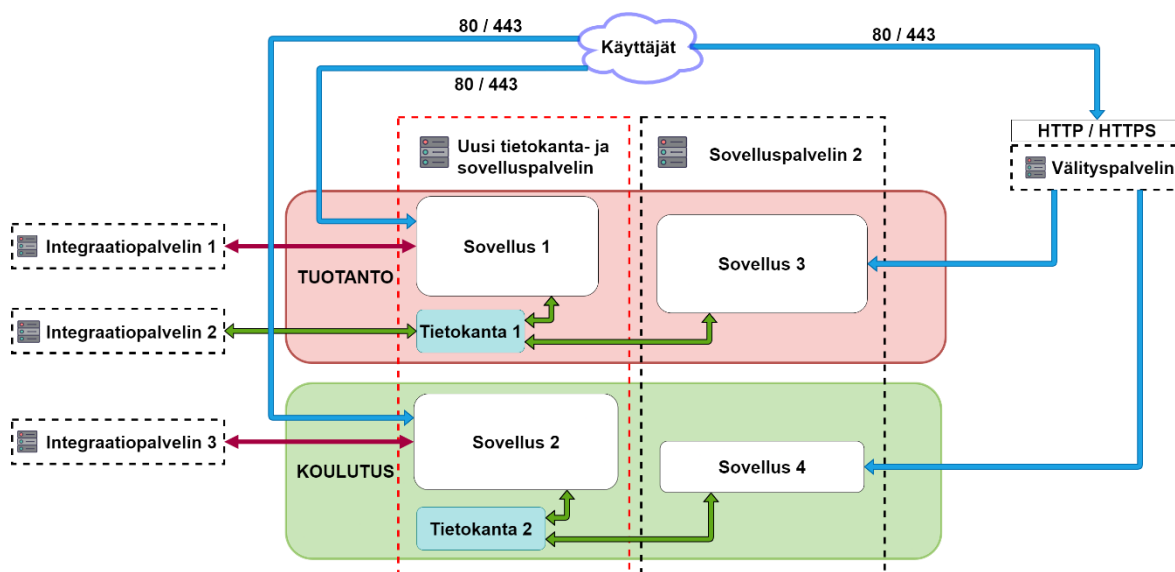 80 / 443
Käyttäjät
80 / 443
80 / 443
HTTP / HTTPS
Uusi tietokanta- ja
sovelluspalvelin
Sovelluspalvelin 2
Välityspalvelin
Integraatiopalvelin 1
Sovellus 1
Sovellus 3
TUOTANTO
Integraatiopalvelin 2
Tietokanta 1
Integraatiopalvelin 3
Sovellus 2
Sovellus 4
KOULUTUS
Tietokanta 2